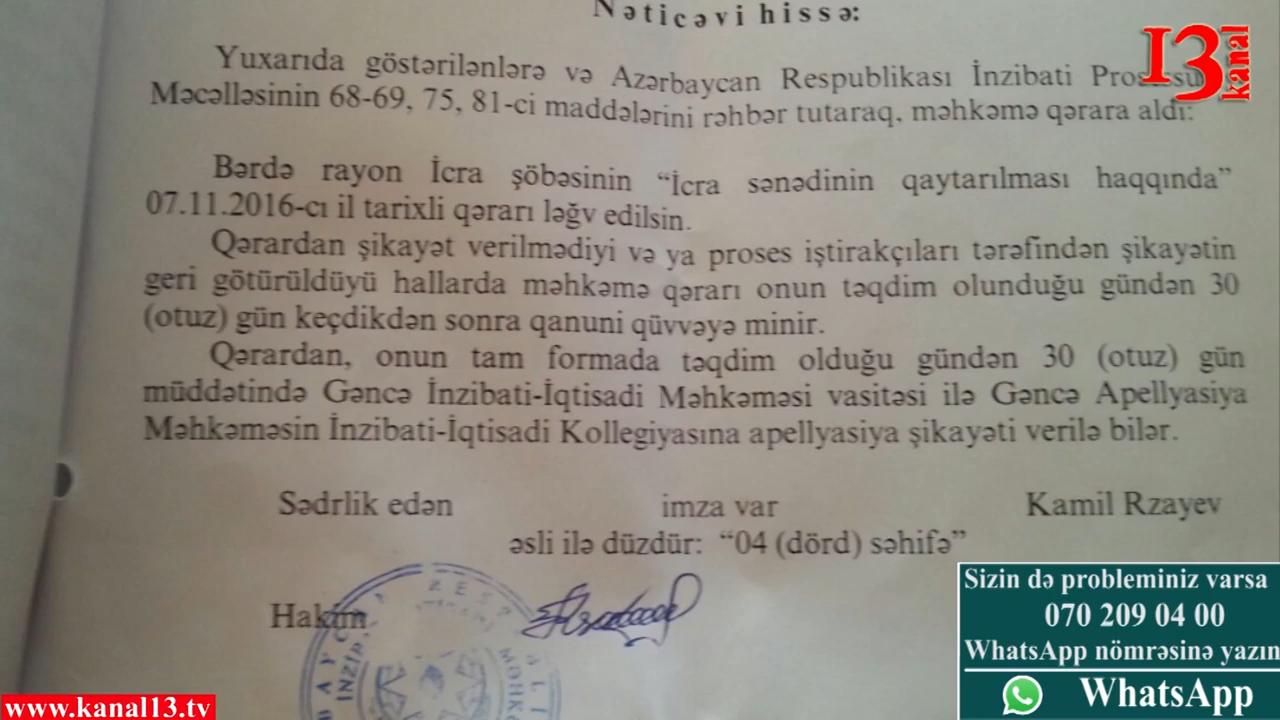 Nəticəvi hissə:
13 kanal
Yuxarıda göstərilənlərə və Azərbaycan Respublikası İnzibati
Məcəlləsinin 68-69, 75, 81-ci maddələrini rəhbər tutaraq, məhkəmə qərara aldı:
Bərdə rayon İcra şöbəsinin “İcra sənədinin qaytarılması haqqında”
07.11.2016-cı il tarixli qərarı ləğv edilsin.
Qərardan şikayət verilmədiyi və ya proses iştirakçıları tərəfindən şikayətin
geri götürüldüyü hallarda məhkəmə qərarı onun təqdim olunduğu gündən 30
(otuz) gün keçdikdən sonra qanuni qüvvəyə minir.
Qərardan, onun tam formada təqdim olduğu gündən 30 (otuz) gün
müddətində Gəncə İnzibati-İqtisadi Məhkəməsi vasitəsi ilə Gəncə Apellyasiya
Məhkəməsin İnzibati-İqtisadi Kollegiyasına apellyasiya şikayəti verilə bilər.
Sədrlik edən imza var Kamil Rzayev
əsli ilə düzdür: “04 (dörd) səhifə”
Hakim
Sizin də probleminiz varsa
070 209 04 00
WhatsApp nömrəsinə yazın
WhatsApp
www.kanal13.tv